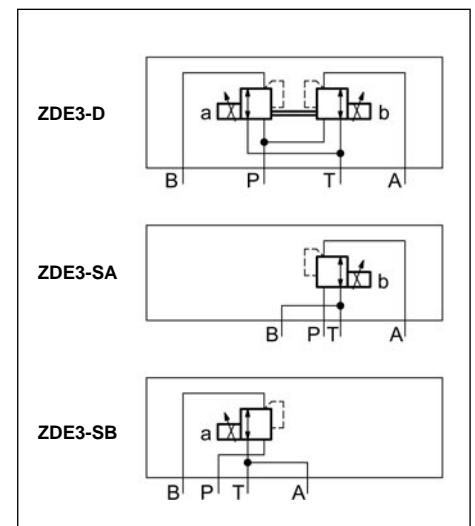 ZDE3-D
a
b
B P T A
ZDE3-SA
b
B P T A
ZDE3-SB
a
B P T A